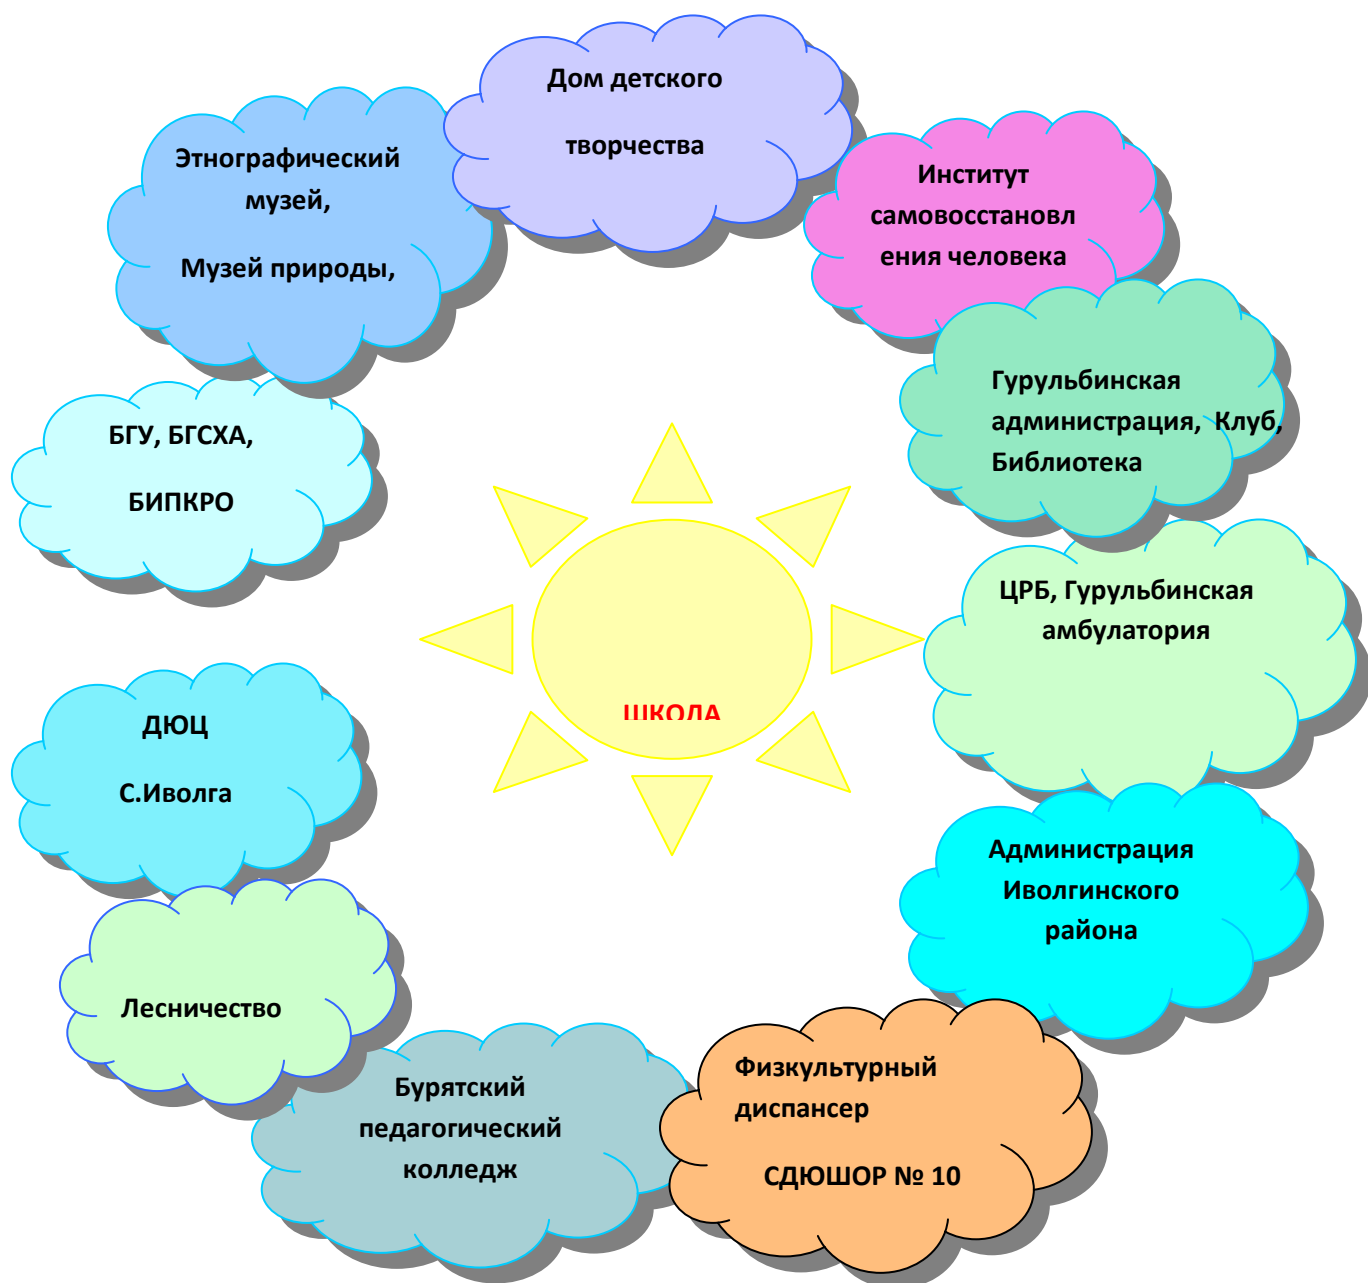 Дом детского
творчества
Этнографический
музей,
Музей природы,
Институт
самовосстановл
ения человека
Гурульбинская
администрация, Клуб,
Библиотека
БГУ, БГСХА,
БИПКРО
ЦРБ, Гурульбинская
амбулатория
ШКОЛА
ДЮЦ
С.Иволга
Администрация
Иволгинского
района
Лесничество
Бурятский
педагогический
колледж
Физкультурный
диспансер
СДЮШОР № 10